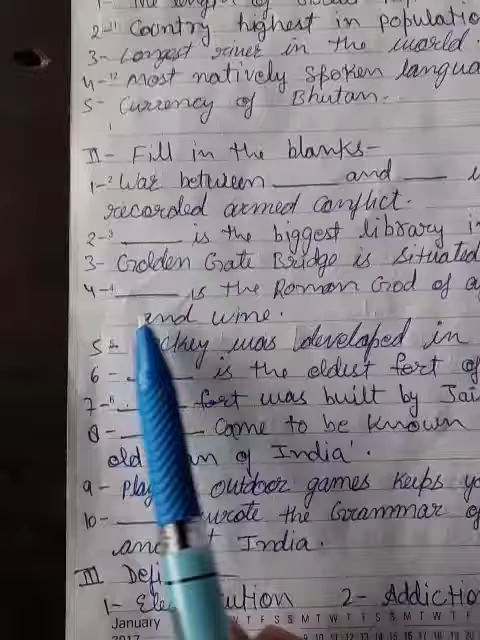 2- Country highest in populatio
3- Longest river in the world.
4- Most natively spoken langua
5- Currency of Bhutan.
II- Fill in the blanks-
1- War between ____ and ____
recorded armed conflict.
2- ____ is the biggest library i
3- Golden Gate Bridge is situated
4- ____ is the Roman God of a
and wine.
5- ckey was developed in
6- ____ is the oldest fort of
7- ____ fort was built by Jai
8- ____ Came to be known
old an of India'.
9- Play outdoor games keeps y
10- ____ wrote the Grammar of
an t India.
III Defi
1- Ele ution 2- Addictio
January
2017